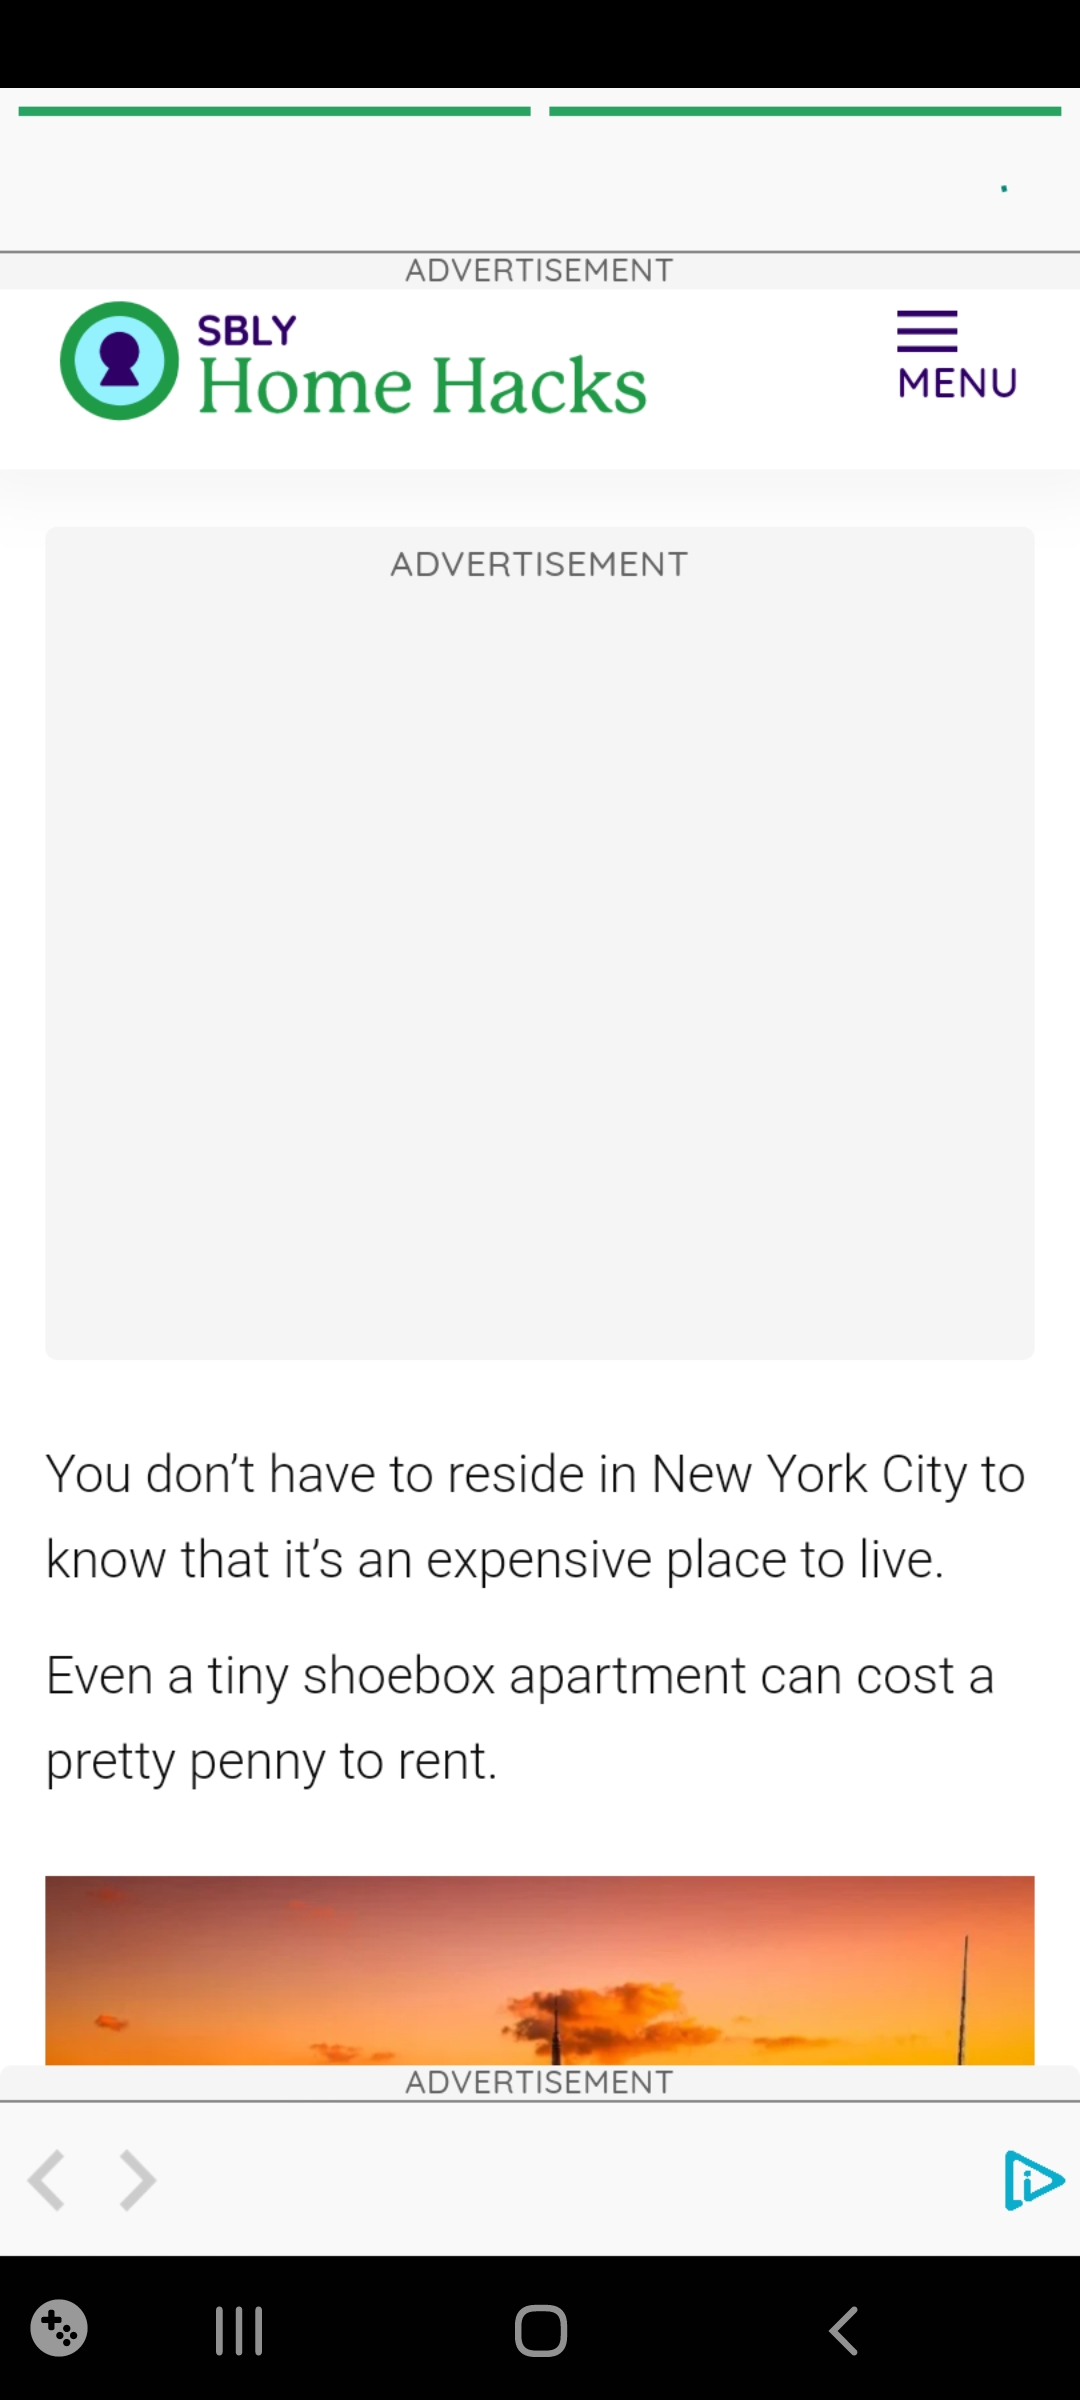 ADVERTISEMENT
SBLY
Home Hacks
MENU
ADVERTISEMENT
You don’t have to reside in New York City to
know that it’s an expensive place to live.
Even a tiny shoebox apartment can cost a
pretty penny to rent.
ADVERTISEMENT